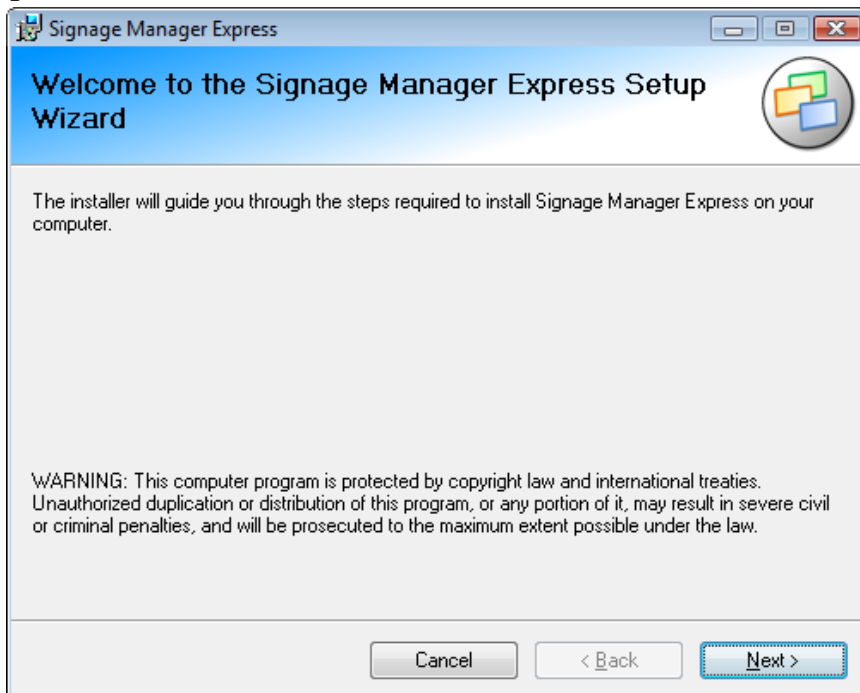 Signage Manager Express
Welcome to the Signage Manager Express Setup
Wizard
The installer will guide you through the steps required to install Signage Manager Express on your
computer.
WARNING: This computer program is protected by copyright law and international treaties.
Unauthorized duplication or distribution of this program, or any portion of it, may result in severe civil
or criminal penalties, and will be prosecuted to the maximum extent possible under the law.
Cancel < Back Next >